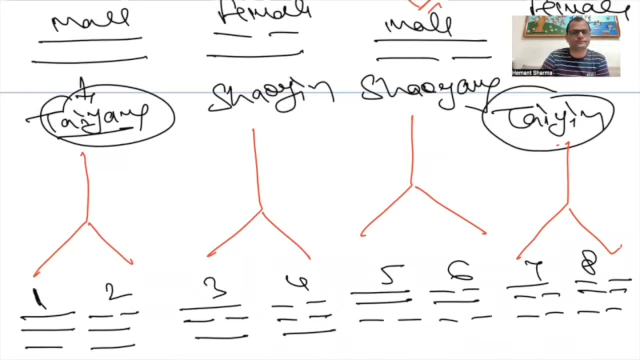 Male Female Male Female
Hemant Sharma
Taiyang Shaoyin Shaoyang Taiyin
1 2 3 4 5 6 7 8